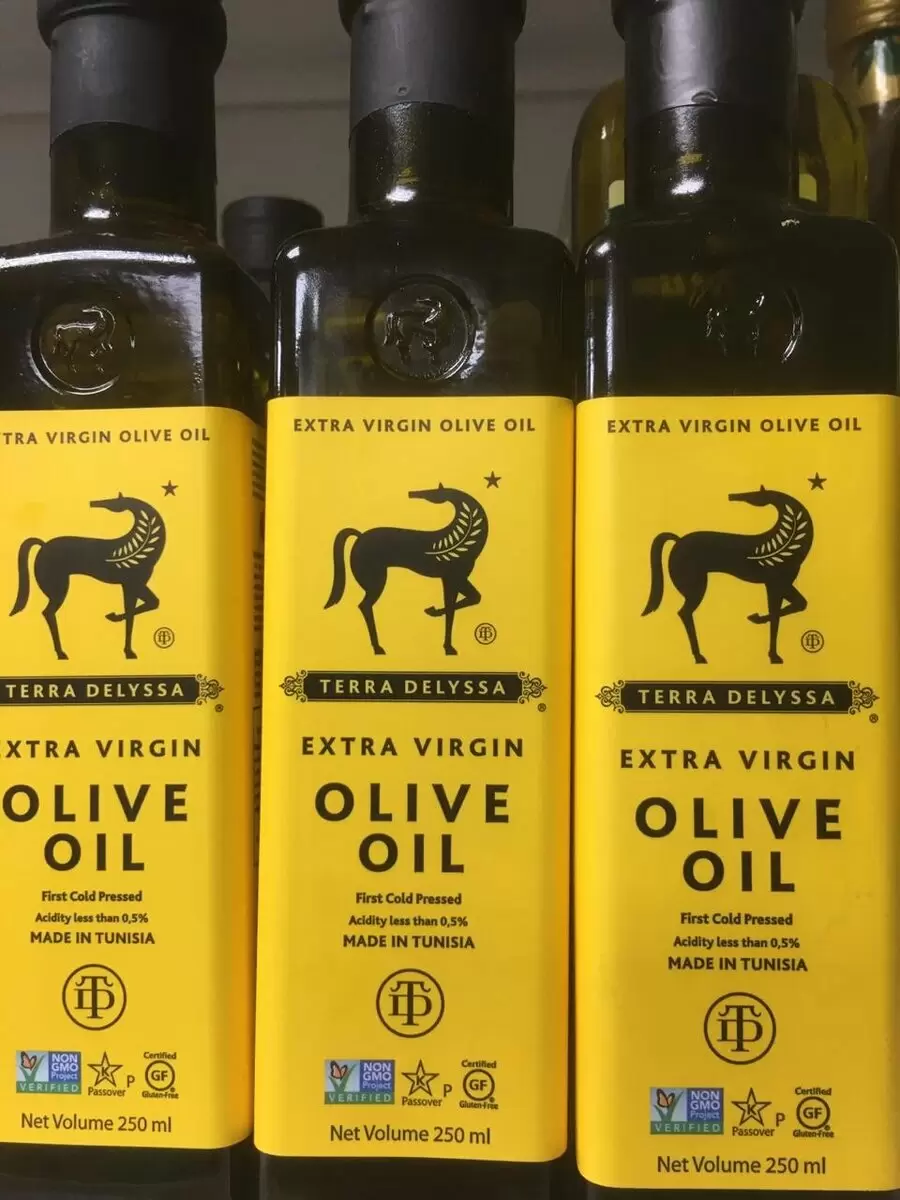 TRA VIRGIN OLIVE OIL
TERRA DELYSSA
®
XTRA VIRGIN
OLIVE
OIL
First Cold Pressed
Acidity less than 0,5%
MADE IN TUNISIA
NON
GMO
Project
VERIFIED
K
Passover
P
Certified
GF
Gluten-Free
Net Volume 250 ml
EXTRA VIRGIN OLIVE OIL
TERRA DELYSSA
®
EXTRA VIRGIN
OLIVE
OIL
First Cold Pressed
Acidity less than 0,5%
MADE IN TUNISIA
NON
GMO
Project
VERIFIED
K
Passover
P
Certified
GF
Gluten-Free
Net Volume 250 ml
EXTRA VIRGIN OLIVE OIL
TERRA DELYSSA
®
EXTRA VIRGIN
OLIVE
OIL
First Cold Pressed
Acidity less than 0,5%
MADE IN TUNISIA
NON
GMO
Project
VERIFIED
K
Passover
P
Certified
GF
Gluten-Free
Net Volume 250 ml